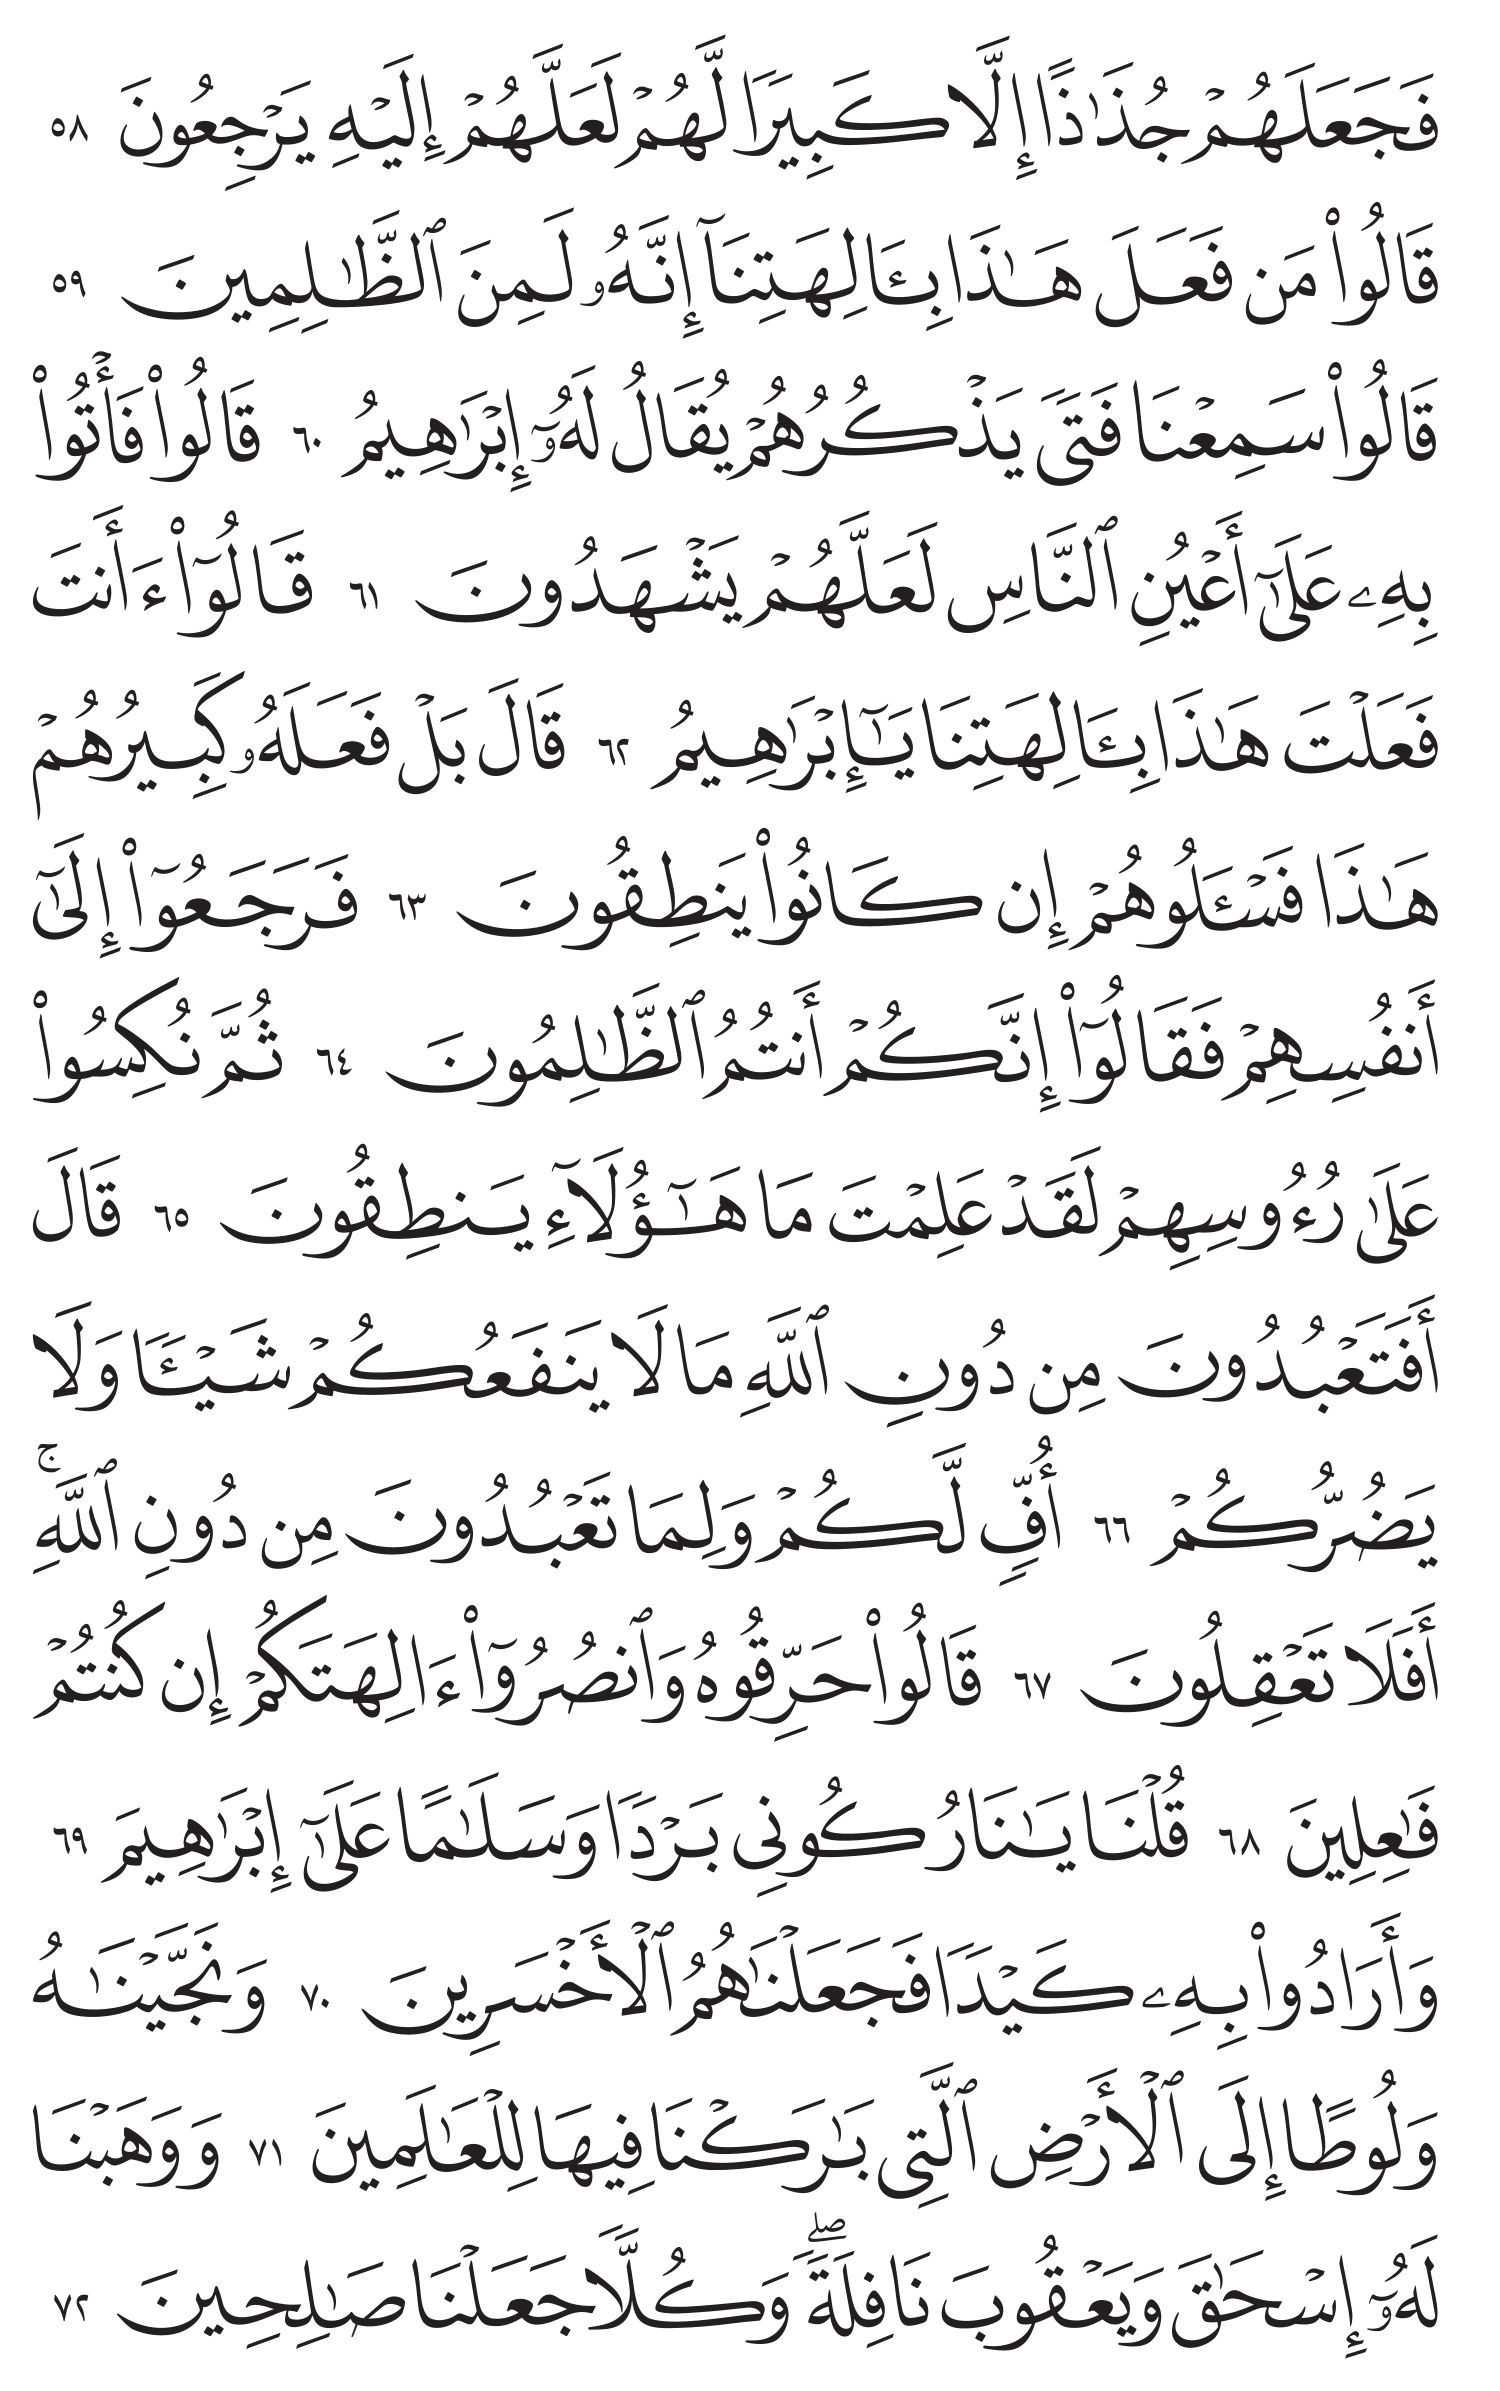 فَجَعَلَهُمْ جُذَٰذًا إِلَّا كَبِيرًا لَّهُمْ لَعَلَّهُمْ إِلَيْهِ يَرْجِعُونَ ٥٨
قَالُوا۟ مَن فَعَلَ هَـٰذَا بِـَٔالِهَتِنَآ إِنَّهُۥ لَمِنَ ٱلظَّـٰلِمِينَ ٥٩
قَالُوا۟ سَمِعْنَا فَتًى يَذْكُرُهُمْ يُقَالُ لَهُۥٓ إِبْرَٰهِيمُ ٦٠ قَالُوا۟ فَأْتُوا۟
بِهِۦ عَلَىٰٓ أَعْيُنِ ٱلنَّاسِ لَعَلَّهُمْ يَشْهَدُونَ ٦١ قَالُوٓا۟ ءَأَنتَ
فَعَلْتَ هَـٰذَا بِـَٔالِهَتِنَا يَـٰٓإِبْرَٰهِيمُ ٦٢ قَالَ بَلْ فَعَلَهُۥ كَبِيرُهُمْ
هَـٰذَا فَسْـَٔلُوهُمْ إِن كَانُوا۟ يَنطِقُونَ ٦٣ فَرَجَعُوٓا۟ إِلَىٰٓ
أَنفُسِهِمْ فَقَالُوٓا۟ إِنَّكُمْ أَنتُمُ ٱلظَّـٰلِمُونَ ٦٤ ثُمَّ نُكِسُوا۟
عَلَىٰ رُءُوسِهِمْ لَقَدْ عَلِمْتَ مَا هَـٰٓؤُلَآءِ يَنطِقُونَ ٦٥ قَالَ
أَفَتَعْبُدُونَ مِن دُونِ ٱللَّهِ مَا لَا يَنفَعُكُمْ شَيْـًٔا وَلَا
يَضُرُّكُمْ ٦٦ أُفٍّ لَّكُمْ وَلِمَا تَعْبُدُونَ مِن دُونِ ٱللَّهِ ۚ
أَفَلَا تَعْقِلُونَ ٦٧ قَالُوا۟ حَرِّقُوهُ وَٱنصُرُوٓا۟ ءَالِهَتَكُمْ إِن كُنتُمْ
فَـٰعِلِينَ ٦٨ قُلْنَا يَـٰنَارُ كُونِى بَرْدًا وَسَلَـٰمًا عَلَىٰٓ إِبْرَٰهِيمَ ٦٩
وَأَرَادُوا۟ بِهِۦ كَيْدًا فَجَعَلْنَـٰهُمُ ٱلْأَخْسَرِينَ ٧٠ وَنَجَّيْنَـٰهُ
وَلُوطًا إِلَى ٱلْأَرْضِ ٱلَّتِى بَـٰرَكْنَا فِيهَا لِلْعَـٰلَمِينَ ٧١ وَوَهَبْنَا
لَهُۥٓ إِسْحَـٰقَ وَيَعْقُوبَ نَافِلَةً ۖ وَكُلًّا جَعَلْنَا صَـٰلِحِينَ ٧٢